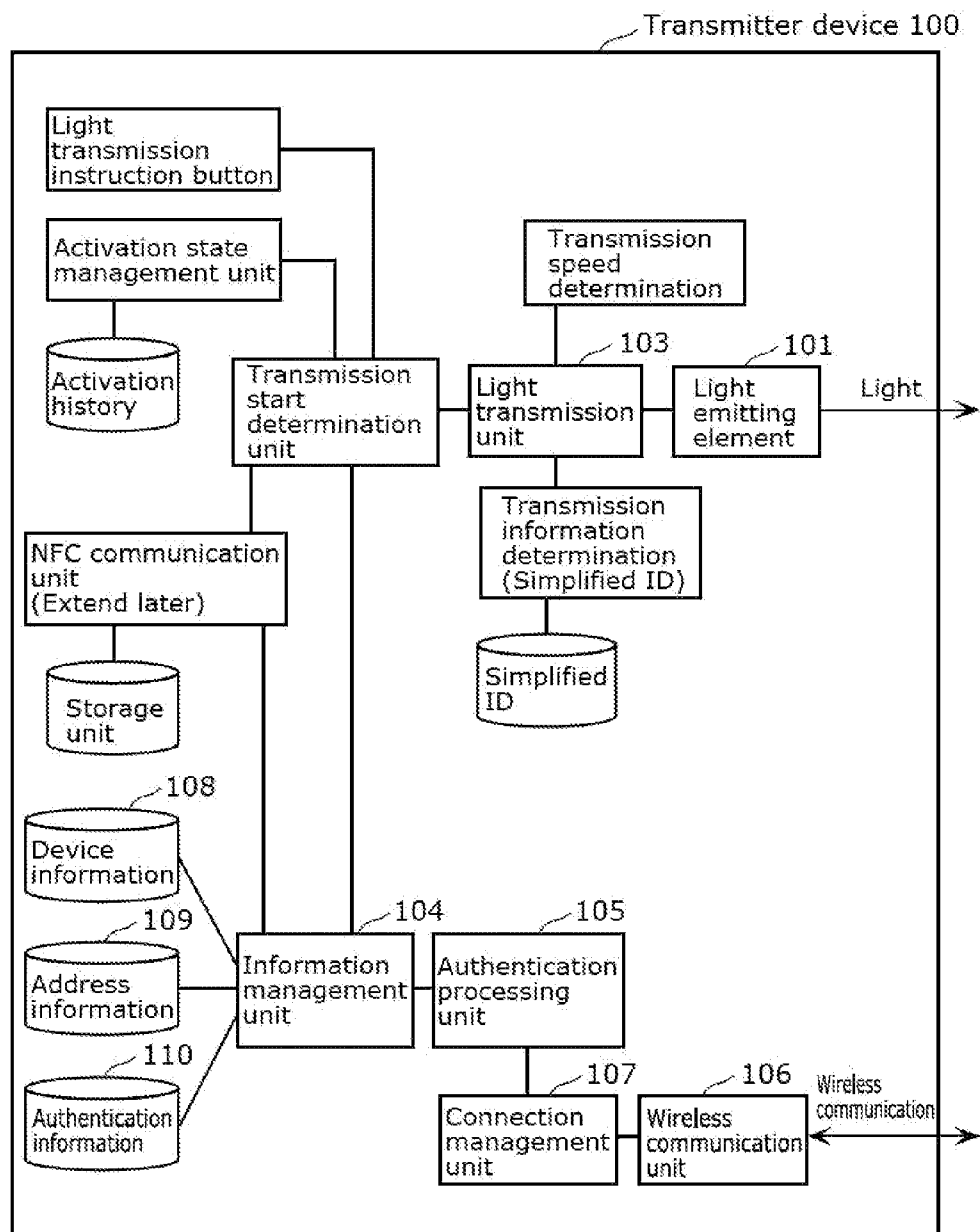 Transmitter device 100
Light
transmission
instruction button
Activation state
management unit
Activation
history
Transmission
start
determination
unit
Transmission
speed
determination
103
Light
transmission
unit
101
Light
emitting
element
Light
Transmission
information
determination
(Simplified ID)
Simplified
ID
NFC communication
unit
(Extend later)
Storage
unit
108
Device
information
109
Address
information
110
Authentication
information
104
Information
management
unit
105
Authentication
processing
unit
107
Connection
management
unit
106
Wireless
communication
unit
Wireless
communication